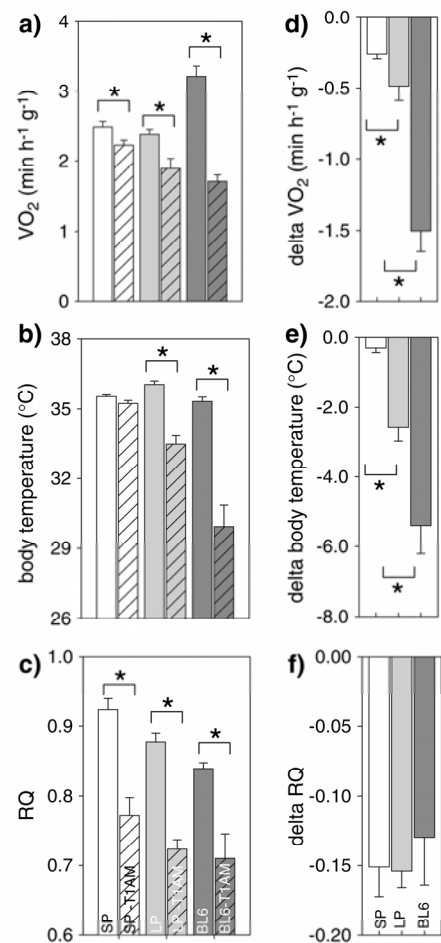 a)
VO2 (min h-1 g-1)
4
3
2
1
0
*
*
*
d)
delta VO2 (min h-1 g-1)
0.0
-0.5
-1.0
-1.5
-2.0
*
*
b)
body temperature (°C)
38
35
32
29
26
*
*
e)
delta body temperature (°C)
0.0
-2.0
-4.0
-6.0
-8.0
*
*
c)
RQ
1.0
0.9
0.8
0.7
0.6
*
*
*
SP
SP-T1AM
LP
LP-T1AM
BL6
BL6-T1AM
f)
delta RQ
0.00
-0.05
-0.10
-0.15
-0.20
SP
LP
BL6